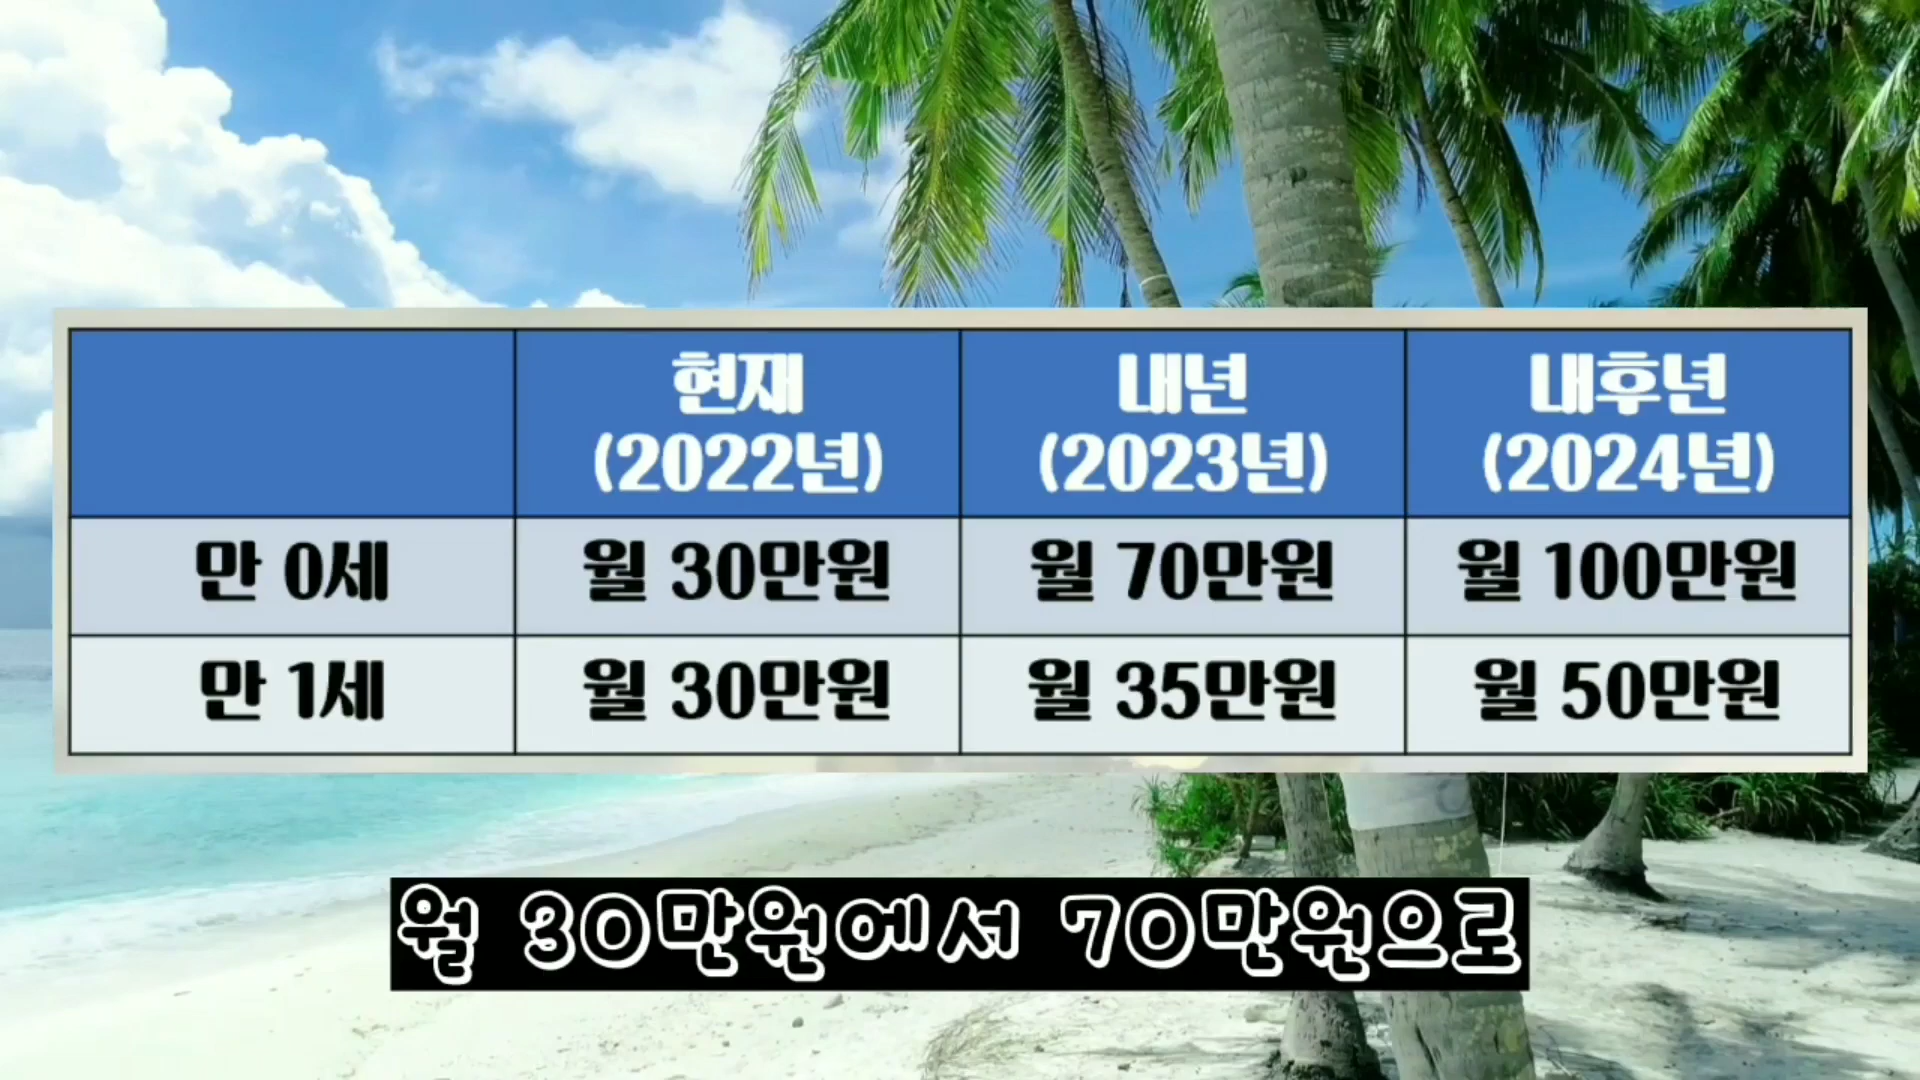 현재
(2022년)
내년
(2023년)
내후년
(2024년)
만 0세
월 30만원
월 70만원
월 100만원
만 1세
월 30만원
월 35만원
월 50만원
월 30만원에서 70만원으로